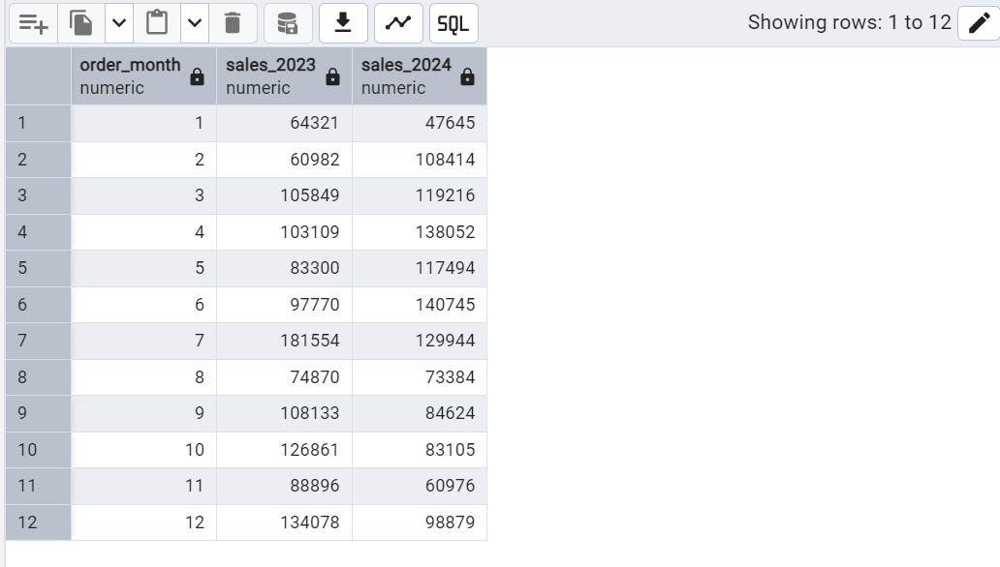 SQL Showing rows: 1 to 12
order_month sales_2023 sales_2024
numeric numeric numeric
1 1 64321 47645
2 2 60982 108414
3 3 105849 119216
4 4 103109 138052
5 5 83300 117494
6 6 97770 140745
7 7 181554 129944
8 8 74870 73384
9 9 108133 84624
10 10 126861 83105
11 11 88896 60976
12 12 134078 98879